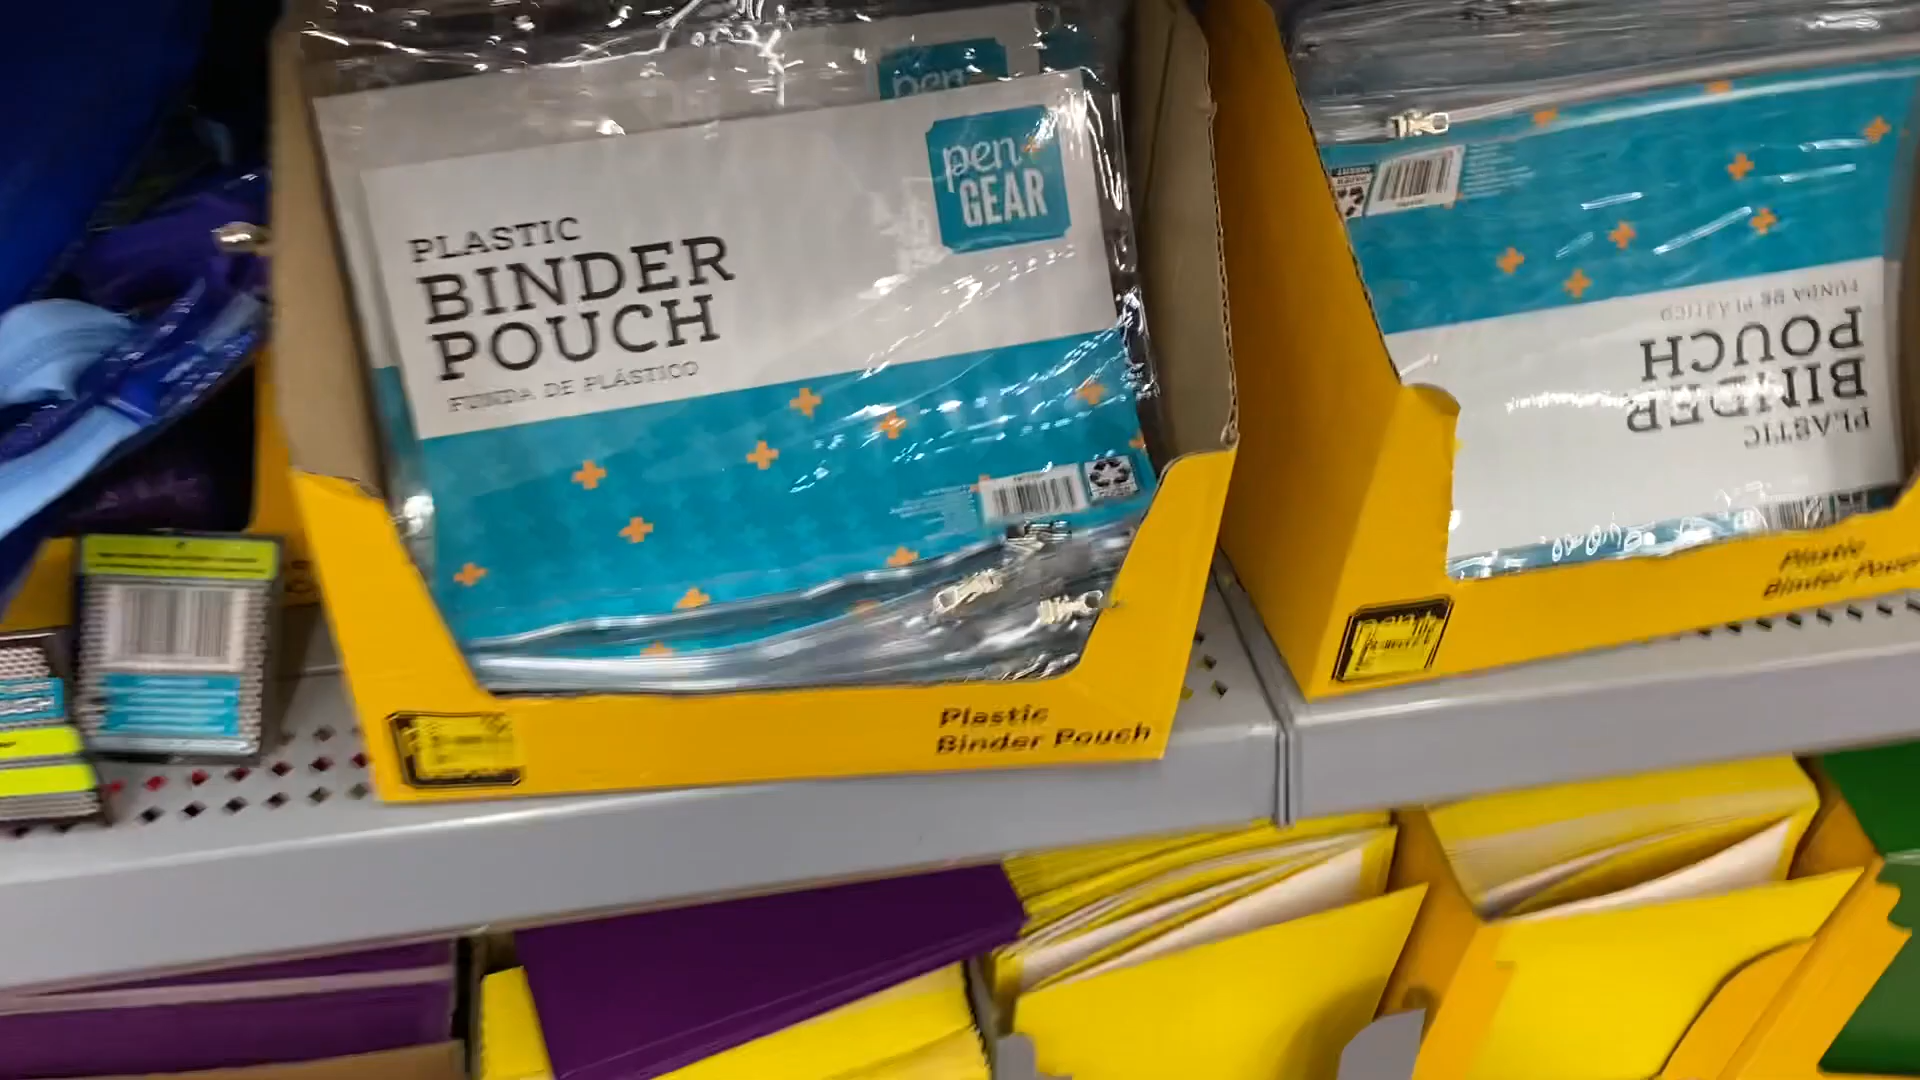 pen
pen
GEAR
PLASTIC
BINDER
POUCH
FUNDA DE PLÁSTICO
Plastic
Binder Pouch
PLASTIC
BINDER
POUCH
FUNDA DE PLÁSTICO
Plastic
Binder Pouch